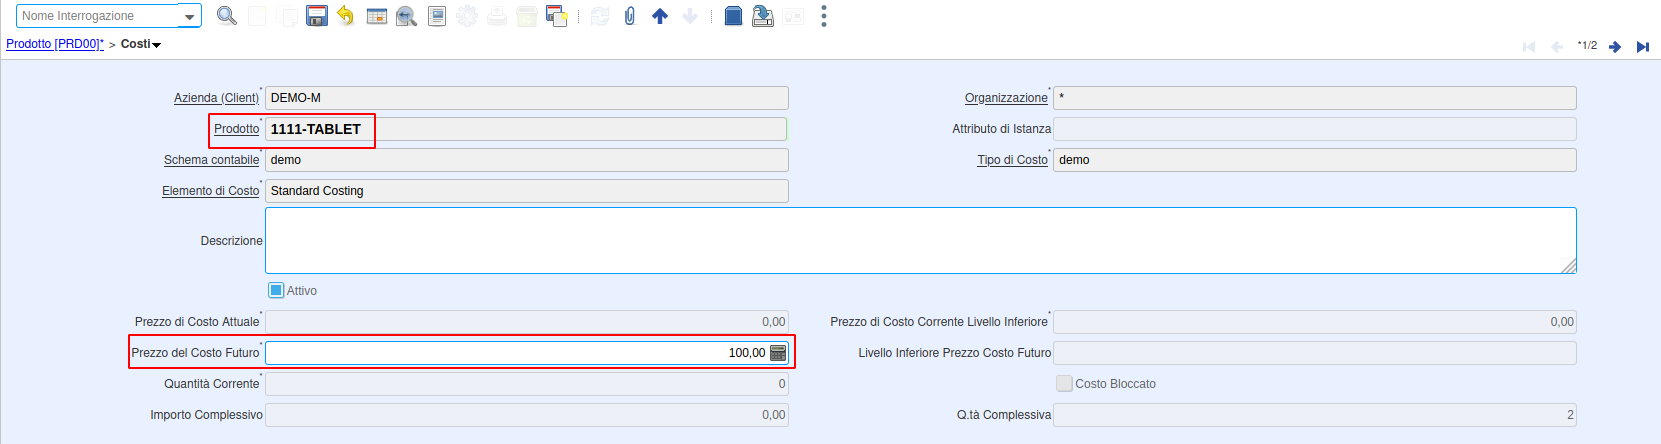 Nome Interrogazione
Prodotto [PRD00]* > Costi
*1/2
Azienda (Client)* DEMO-M Organizzazione* *
Prodotto* 1111-TABLET Attributo di Istanza
Schema contabile* demo Tipo di Costo* demo
Elemento di Costo* Standard Costing
Descrizione
Attivo
Prezzo di Costo Attuale* 0,00 Prezzo di Costo Corrente Livello Inferiore* 0,00
Prezzo del Costo Futuro* 100,00 Livello Inferiore Prezzo Costo Futuro
Quantità Corrente* 0 Costo Bloccato
Importo Complessivo 0,00 Q.tà Complessiva 2